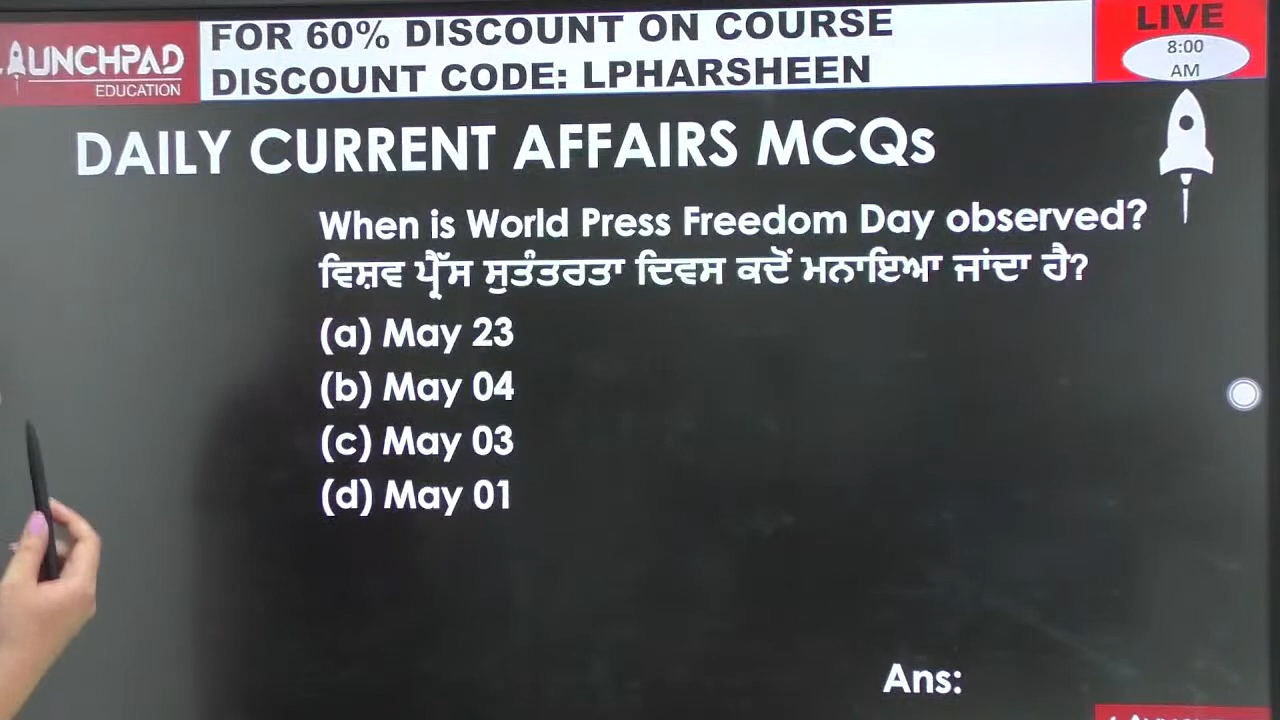 LAUNCHPAD
EDUCATION
FOR 60% DISCOUNT ON COURSE
DISCOUNT CODE: LPHARSHEEN
LIVE
8:00
AM
DAILY CURRENT AFFAIRS MCQs
When is World Press Freedom Day observed?
ਵਿਸ਼ਵ ਪ੍ਰੈੱਸ ਸੁਤੰਤਰਤਾ ਦਿਵਸ ਕਦੋਂ ਮਨਾਇਆ ਜਾਂਦਾ ਹੈ?
(a) May 23
(b) May 04
(c) May 03
(d) May 01
Ans: